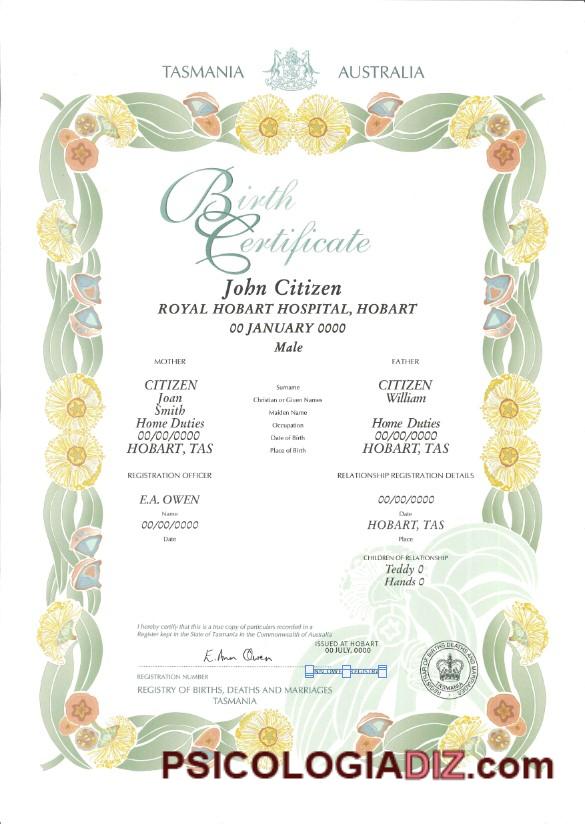 TASMANIA AUSTRALIA
Birth
Certificate
John Citizen
ROYAL HOBART HOSPITAL, HOBART
00 JANUARY 0000
Male
MOTHER FATHER
CITIZEN Surname CITIZEN
Joan Christian or Given Names William
Smith Maiden Name
Home Duties Occupation Home Duties
00/00/0000 Date of Birth 00/00/0000
HOBART, TAS Place of Birth HOBART, TAS
REGISTRATION OFFICER RELATIONSHIP REGISTRATION DETAILS
E.A. OWEN 00/00/0000
Name Date
00/00/0000 HOBART, TAS
Date Place
CHILDREN OF RELATIONSHIP
Teddy 0
Hands 0
I hereby certify that this is a true copy of particulars recorded in a
Register kept in the State of Tasmania in the Commonwealth of Australia
ISSUED AT HOBART
00 JULY, 0000
E. Ann Owen
REGISTRATION NUMBER
REGISTRY OF BIRTHS, DEATHS AND MARRIAGES
TASMANIA
REGISTRAR OF BIRTHS DEATHS AND MARRIAGES
TASMANIA
PSICOLOGIADIZ.com